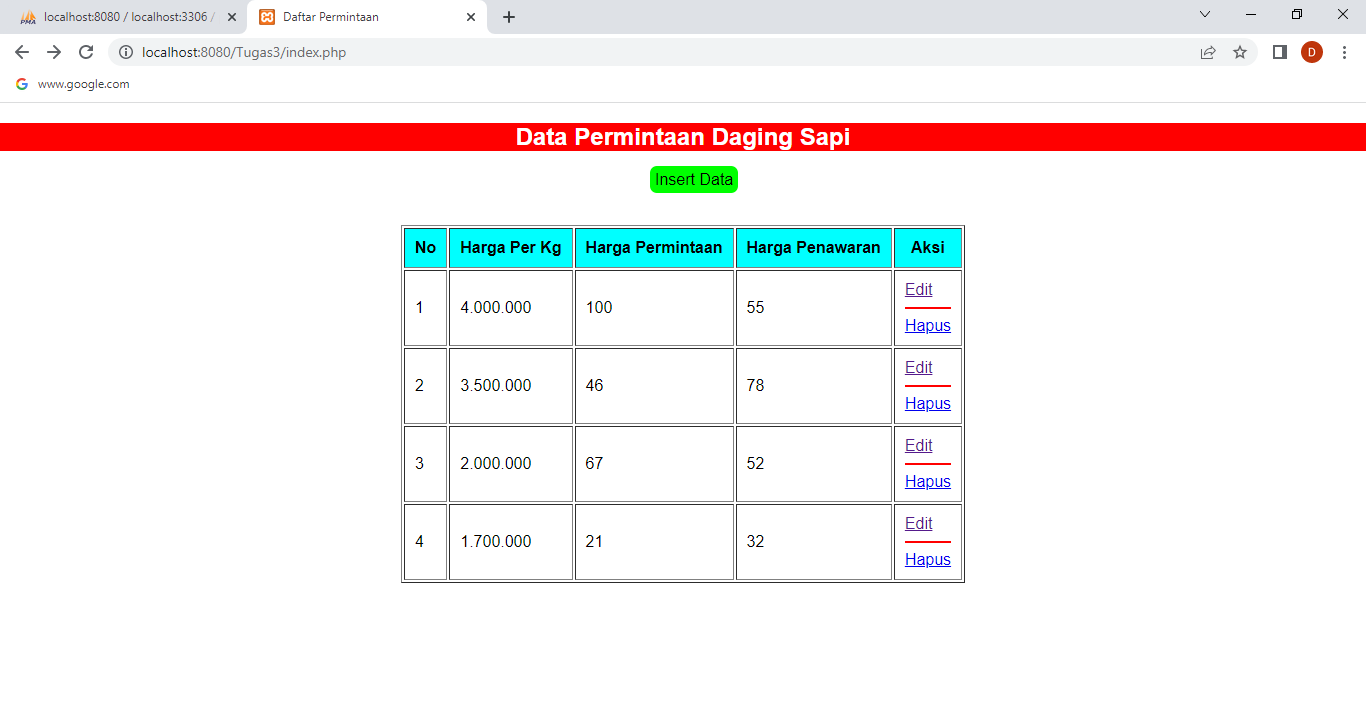 PMA localhost:8080 / localhost:3306 /
Daftar Permintaan
localhost:8080/Tugas3/index.php
D
G www.google.com
Data Permintaan Daging Sapi
Insert Data
No Harga Per Kg Harga Permintaan Harga Penawaran Aksi
1 4.000.000 100 55 Edit
Hapus
2 3.500.000 46 78 Edit
Hapus
3 2.000.000 67 52 Edit
Hapus
4 1.700.000 21 32 Edit
Hapus